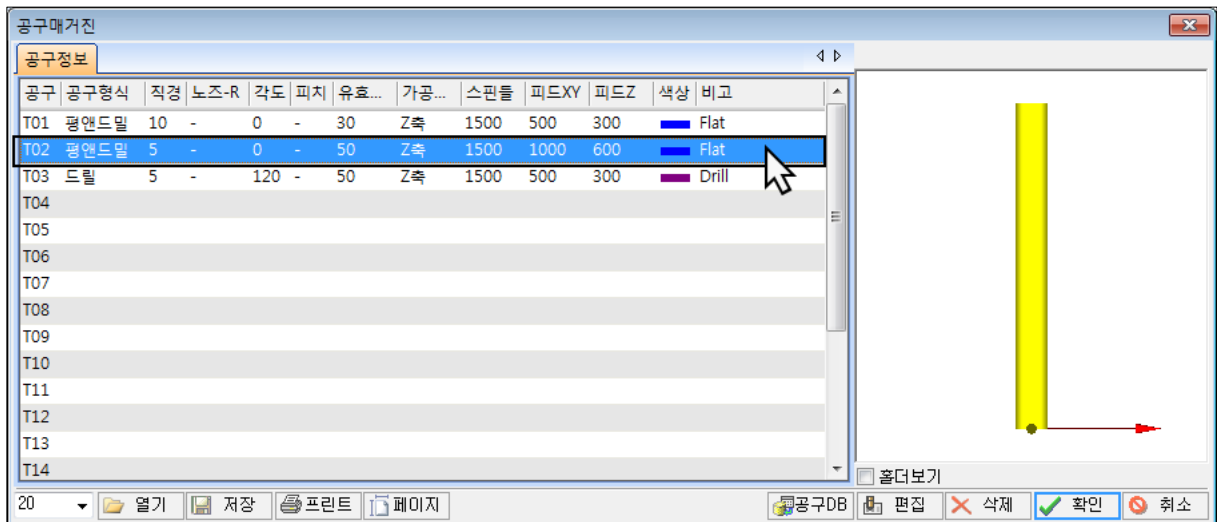 공구매거진
공구정보
공구 공구형식 직경 노즈-R 각도 피치 유효... 가공... 스핀들 피드XY 피드Z 색상 비고
T01 평앤드밀 10 - 0 - 30 Z축 1500 500 300 Flat
T02 평앤드밀 5 - 0 - 50 Z축 1500 1000 600 Flat
T03 드릴 5 - 120 - 50 Z축 1500 500 300 Drill
T04
T05
T06
T07
T08
T09
T10
T11
T12
T13
T14
홀더보기
20 열기 저장 프린트 페이지 공구DB 편집 삭제 확인 취소